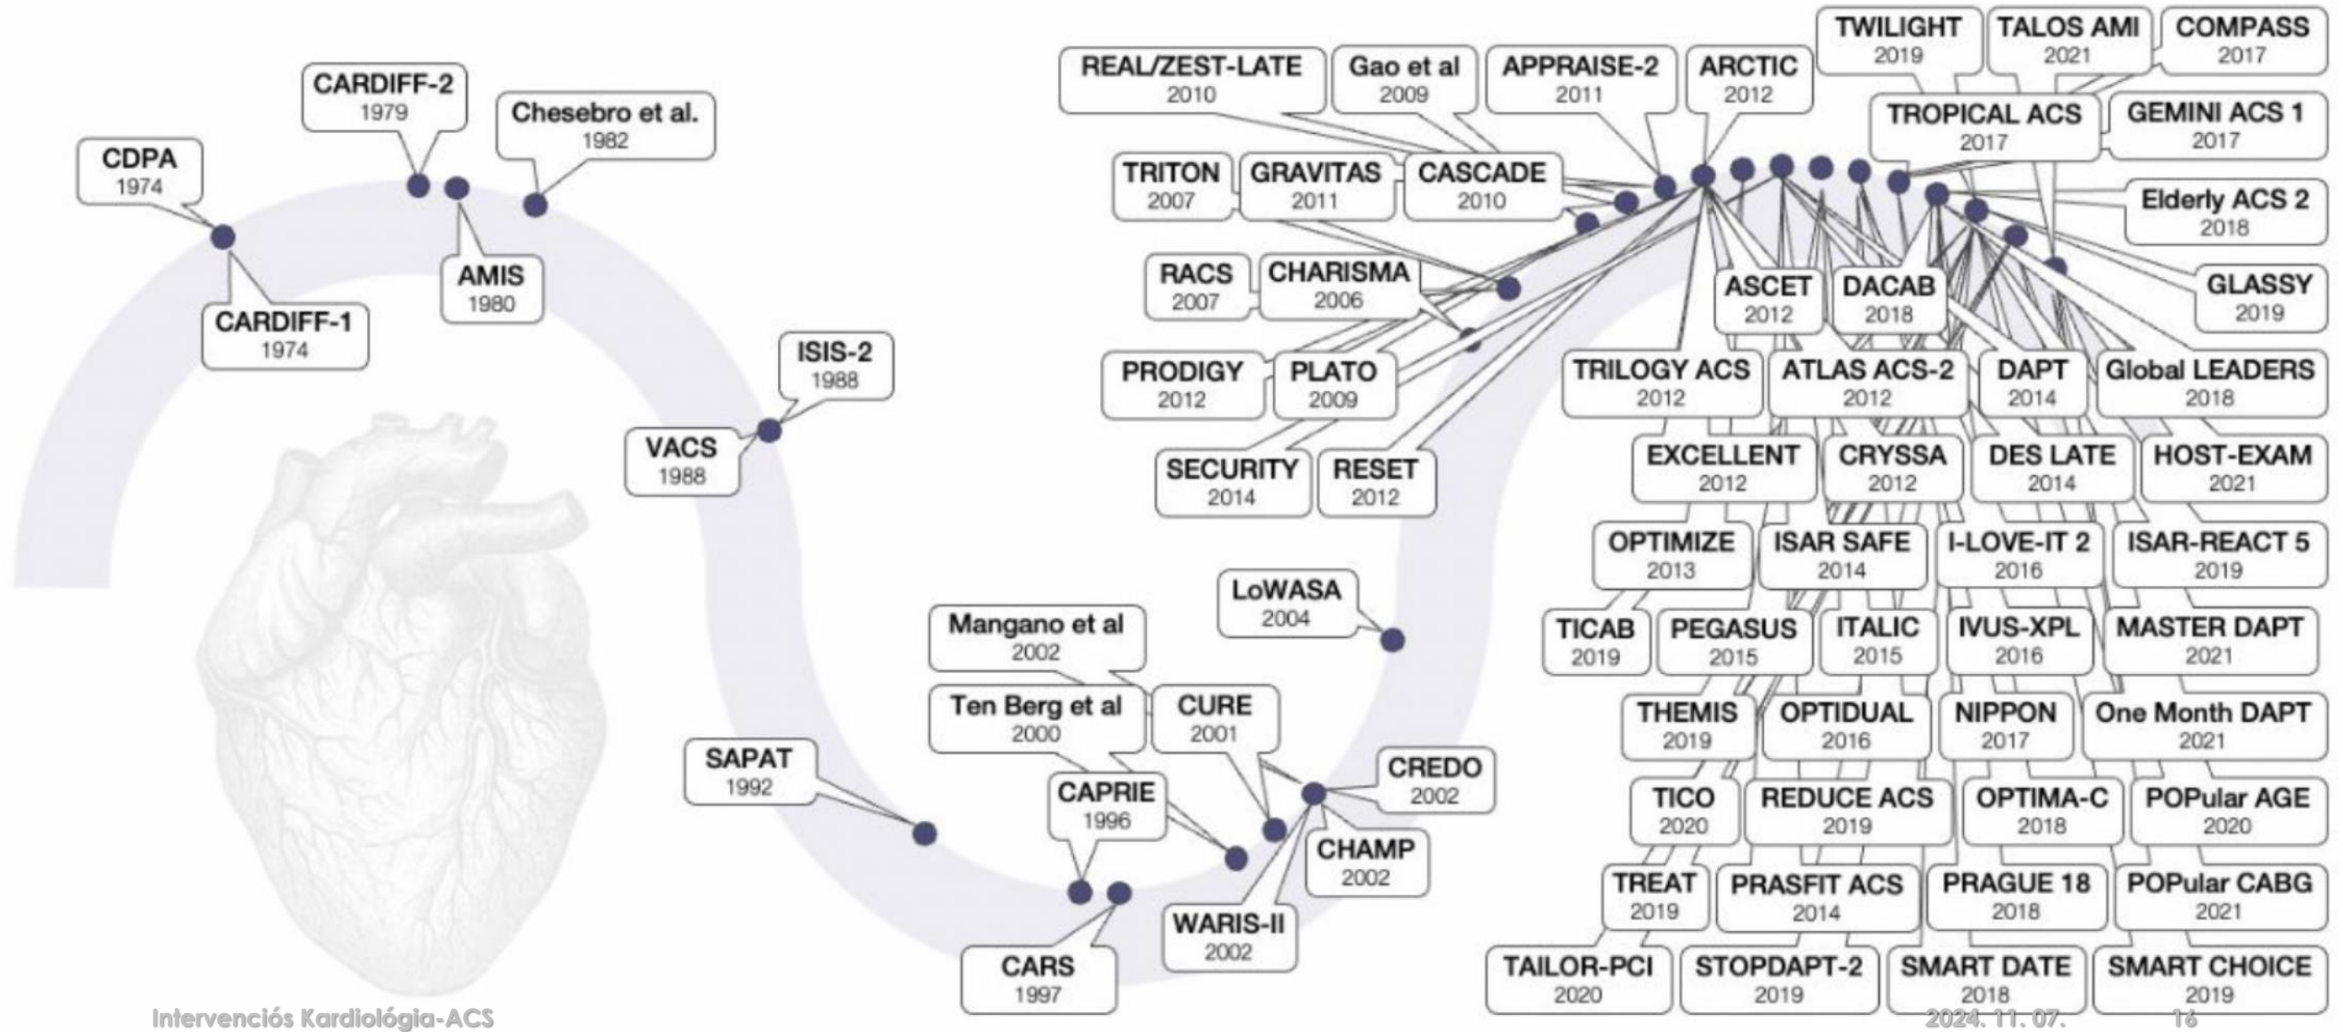 CDPA
1974
CARDIFF-1
1974
CARDIFF-2
1979
AMIS
1980
Chesebro et al.
1982
ISIS-2
1988
VACS
1988
SAPAT
1992
CAPRIE
1996
CARS
1997
Mangano et al
2002
Ten Berg et al
2000
CURE
2001
CREDO
2002
CHAMP
2002
WARIS-II
2002
LoWASA
2004
REAL/ZEST-LATE
2010
Gao et al
2009
APPRAISE-2
2011
ARCTIC
2012
TWILIGHT
2019
TALOS AMI
2021
COMPASS
2017
TROPICAL ACS
2017
GEMINI ACS 1
2017
TRITON
2007
GRAVITAS
2011
CASCADE
2010
Elderly ACS 2
2018
RACS
2007
CHARISMA
2006
ASCET
2012
DACAB
2018
GLASSY
2019
PRODIGY
2012
PLATO
2009
TRILOGY ACS
2012
ATLAS ACS-2
2012
DAPT
2014
Global LEADERS
2018
SECURITY
2014
RESET
2012
EXCELLENT
2012
CRYSSA
2012
DES LATE
2014
HOST-EXAM
2021
OPTIMIZE
2013
ISAR SAFE
2014
I-LOVE-IT 2
2016
ISAR-REACT 5
2019
TICAB
2019
PEGASUS
2015
ITALIC
2015
IVUS-XPL
2016
MASTER DAPT
2021
THEMIS
2019
OPTIDUAL
2016
NIPPON
2017
One Month DAPT
2021
TICO
2020
REDUCE ACS
2019
OPTIMA-C
2018
POPular AGE
2020
TREAT
2019
PRASFIT ACS
2014
PRAGUE 18
2018
POPular CABG
2021
TAILOR-PCI
2020
STOPDAPT-2
2019
SMART DATE
2018
SMART CHOICE
2019
Intervenciós Kardiológia-ACS
2024. 11. 07.
16